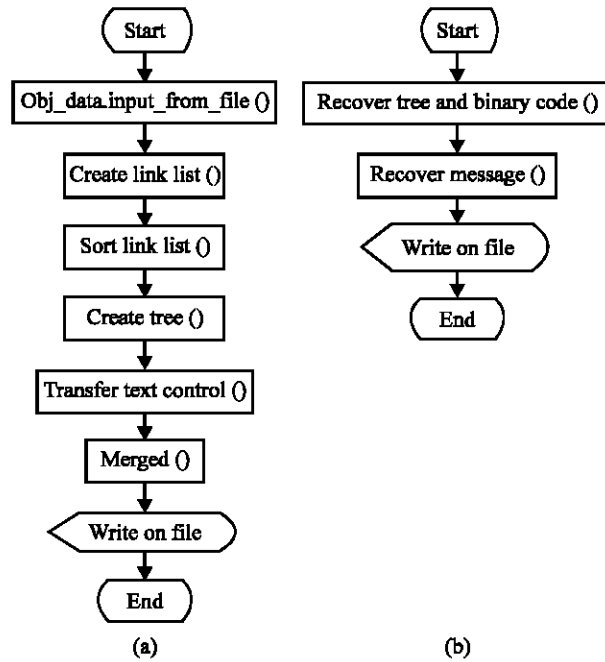 Start
Obj_data.input_from_file ()
Create link list ()
Sort link list ()
Create tree ()
Transfer text control ()
Merged ()
Write on file
End
(a)
Start
Recover tree and binary code ()
Recover message ()
Write on file
End
(b)